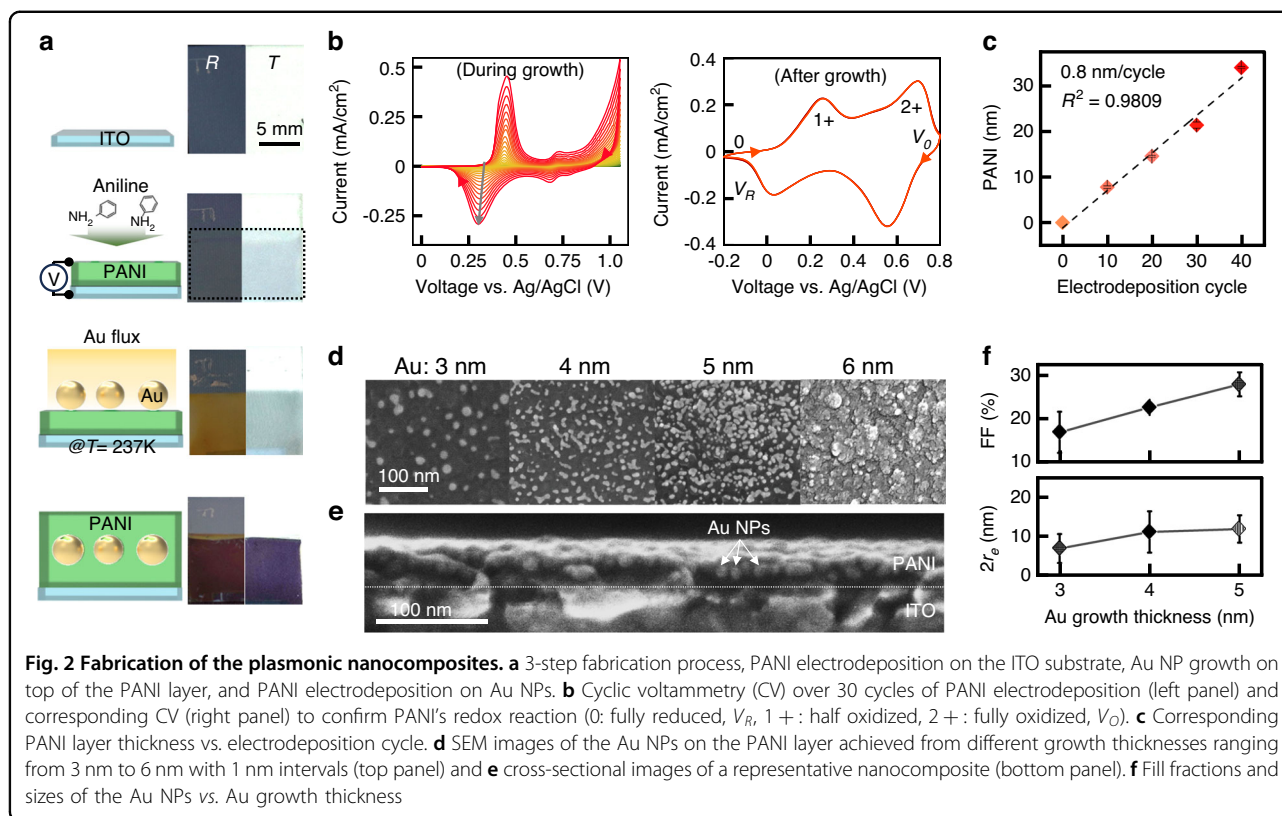 a
R
T
ITO
5 mm
Aniline
NH2
NH2
V
PANI
Au flux
Au
@T= 237K
PANI
b
(During growth)
Current (mA/cm2)
0.5
0.25
0
-0.25
0
0.25
0.5
0.75
1.0
Voltage vs. Ag/AgCl (V)
(After growth)
Current (mA/cm2)
0.4
0.2
0
-0.2
-0.4
0
1+
2+
VO
VR
-0.2
0
0.2
0.4
0.6
0.8
Voltage vs. Ag/AgCl (V)
c
0.8 nm/cycle
R2 = 0.9809
PANI (nm)
30
20
10
0
0
10
20
30
40
Electrodeposition cycle
d
Au: 3 nm
4 nm
5 nm
6 nm
100 nm
e
Au NPs
PANI
ITO
100 nm
f
FF (%)
30
20
10
2re (nm)
20
10
0
3
4
5
Au growth thickness (nm)
Fig. 2 Fabrication of the plasmonic nanocomposites. a 3-step fabrication process, PANI electrodeposition on the ITO substrate, Au NP growth on
top of the PANI layer, and PANI electrodeposition on Au NPs. b Cyclic voltammetry (CV) over 30 cycles of PANI electrodeposition (left panel) and
corresponding CV (right panel) to confirm PANI's redox reaction (0: fully reduced, VR, 1 + : half oxidized, 2 + : fully oxidized, VO). c Corresponding
PANI layer thickness vs. electrodeposition cycle. d SEM images of the Au NPs on the PANI layer achieved from different growth thicknesses ranging
from 3 nm to 6 nm with 1 nm intervals (top panel) and e cross-sectional images of a representative nanocomposite (bottom panel). f Fill fractions and
sizes of the Au NPs vs. Au growth thickness